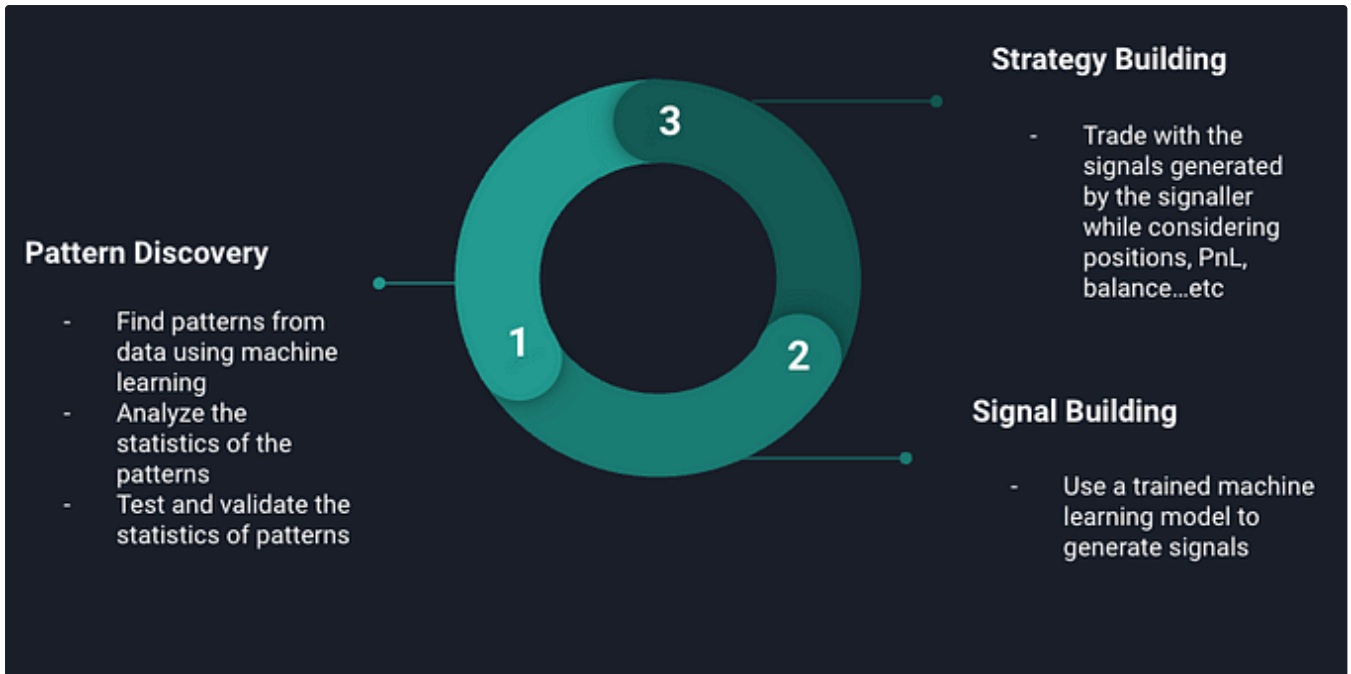 Strategy Building
- Trade with the
signals generated
by the signaller
while considering
positions, PnL,
balance...etc
3
Pattern Discovery
- Find patterns from
data using machine
learning
- Analyze the
statistics of the
patterns
- Test and validate the
statistics of patterns
1
2
Signal Building
- Use a trained machine
learning model to
generate signals